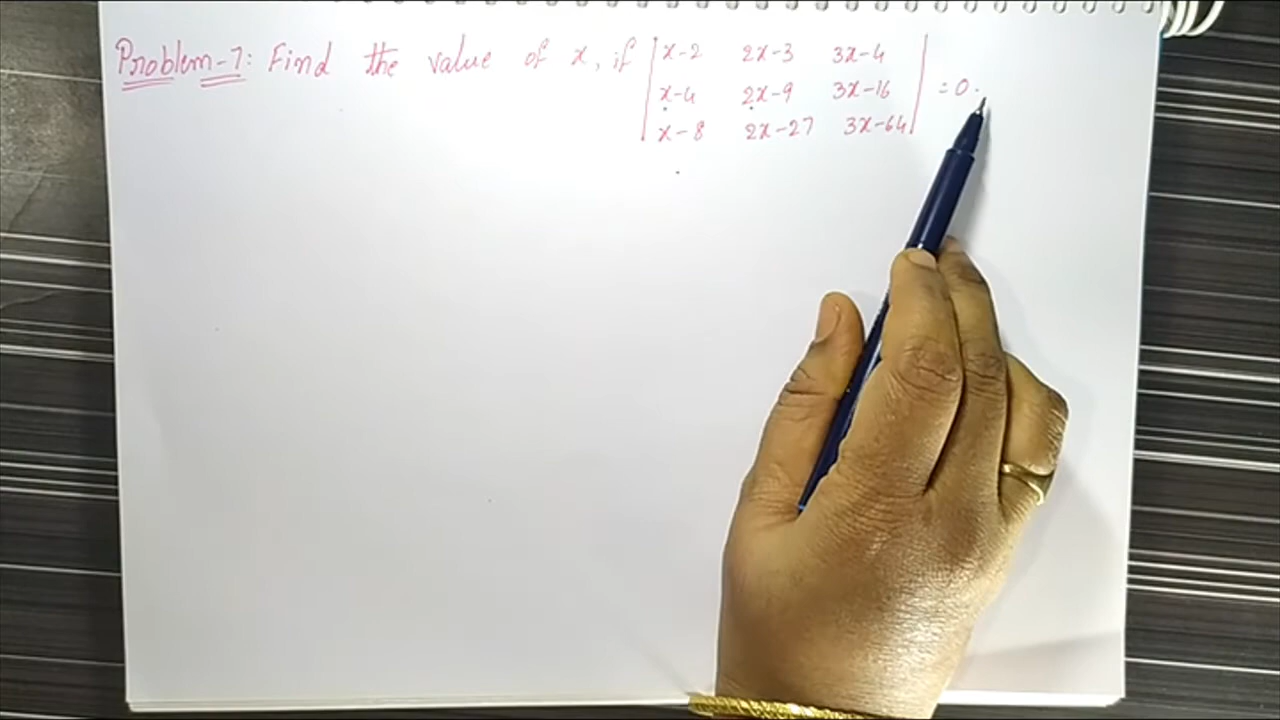 Problem-7: Find the value of x, if | x-2 2x-3 3x-4 |
| x-4 2x-9 3x-16 | = 0.
| x-8 2x-27 3x-64 |